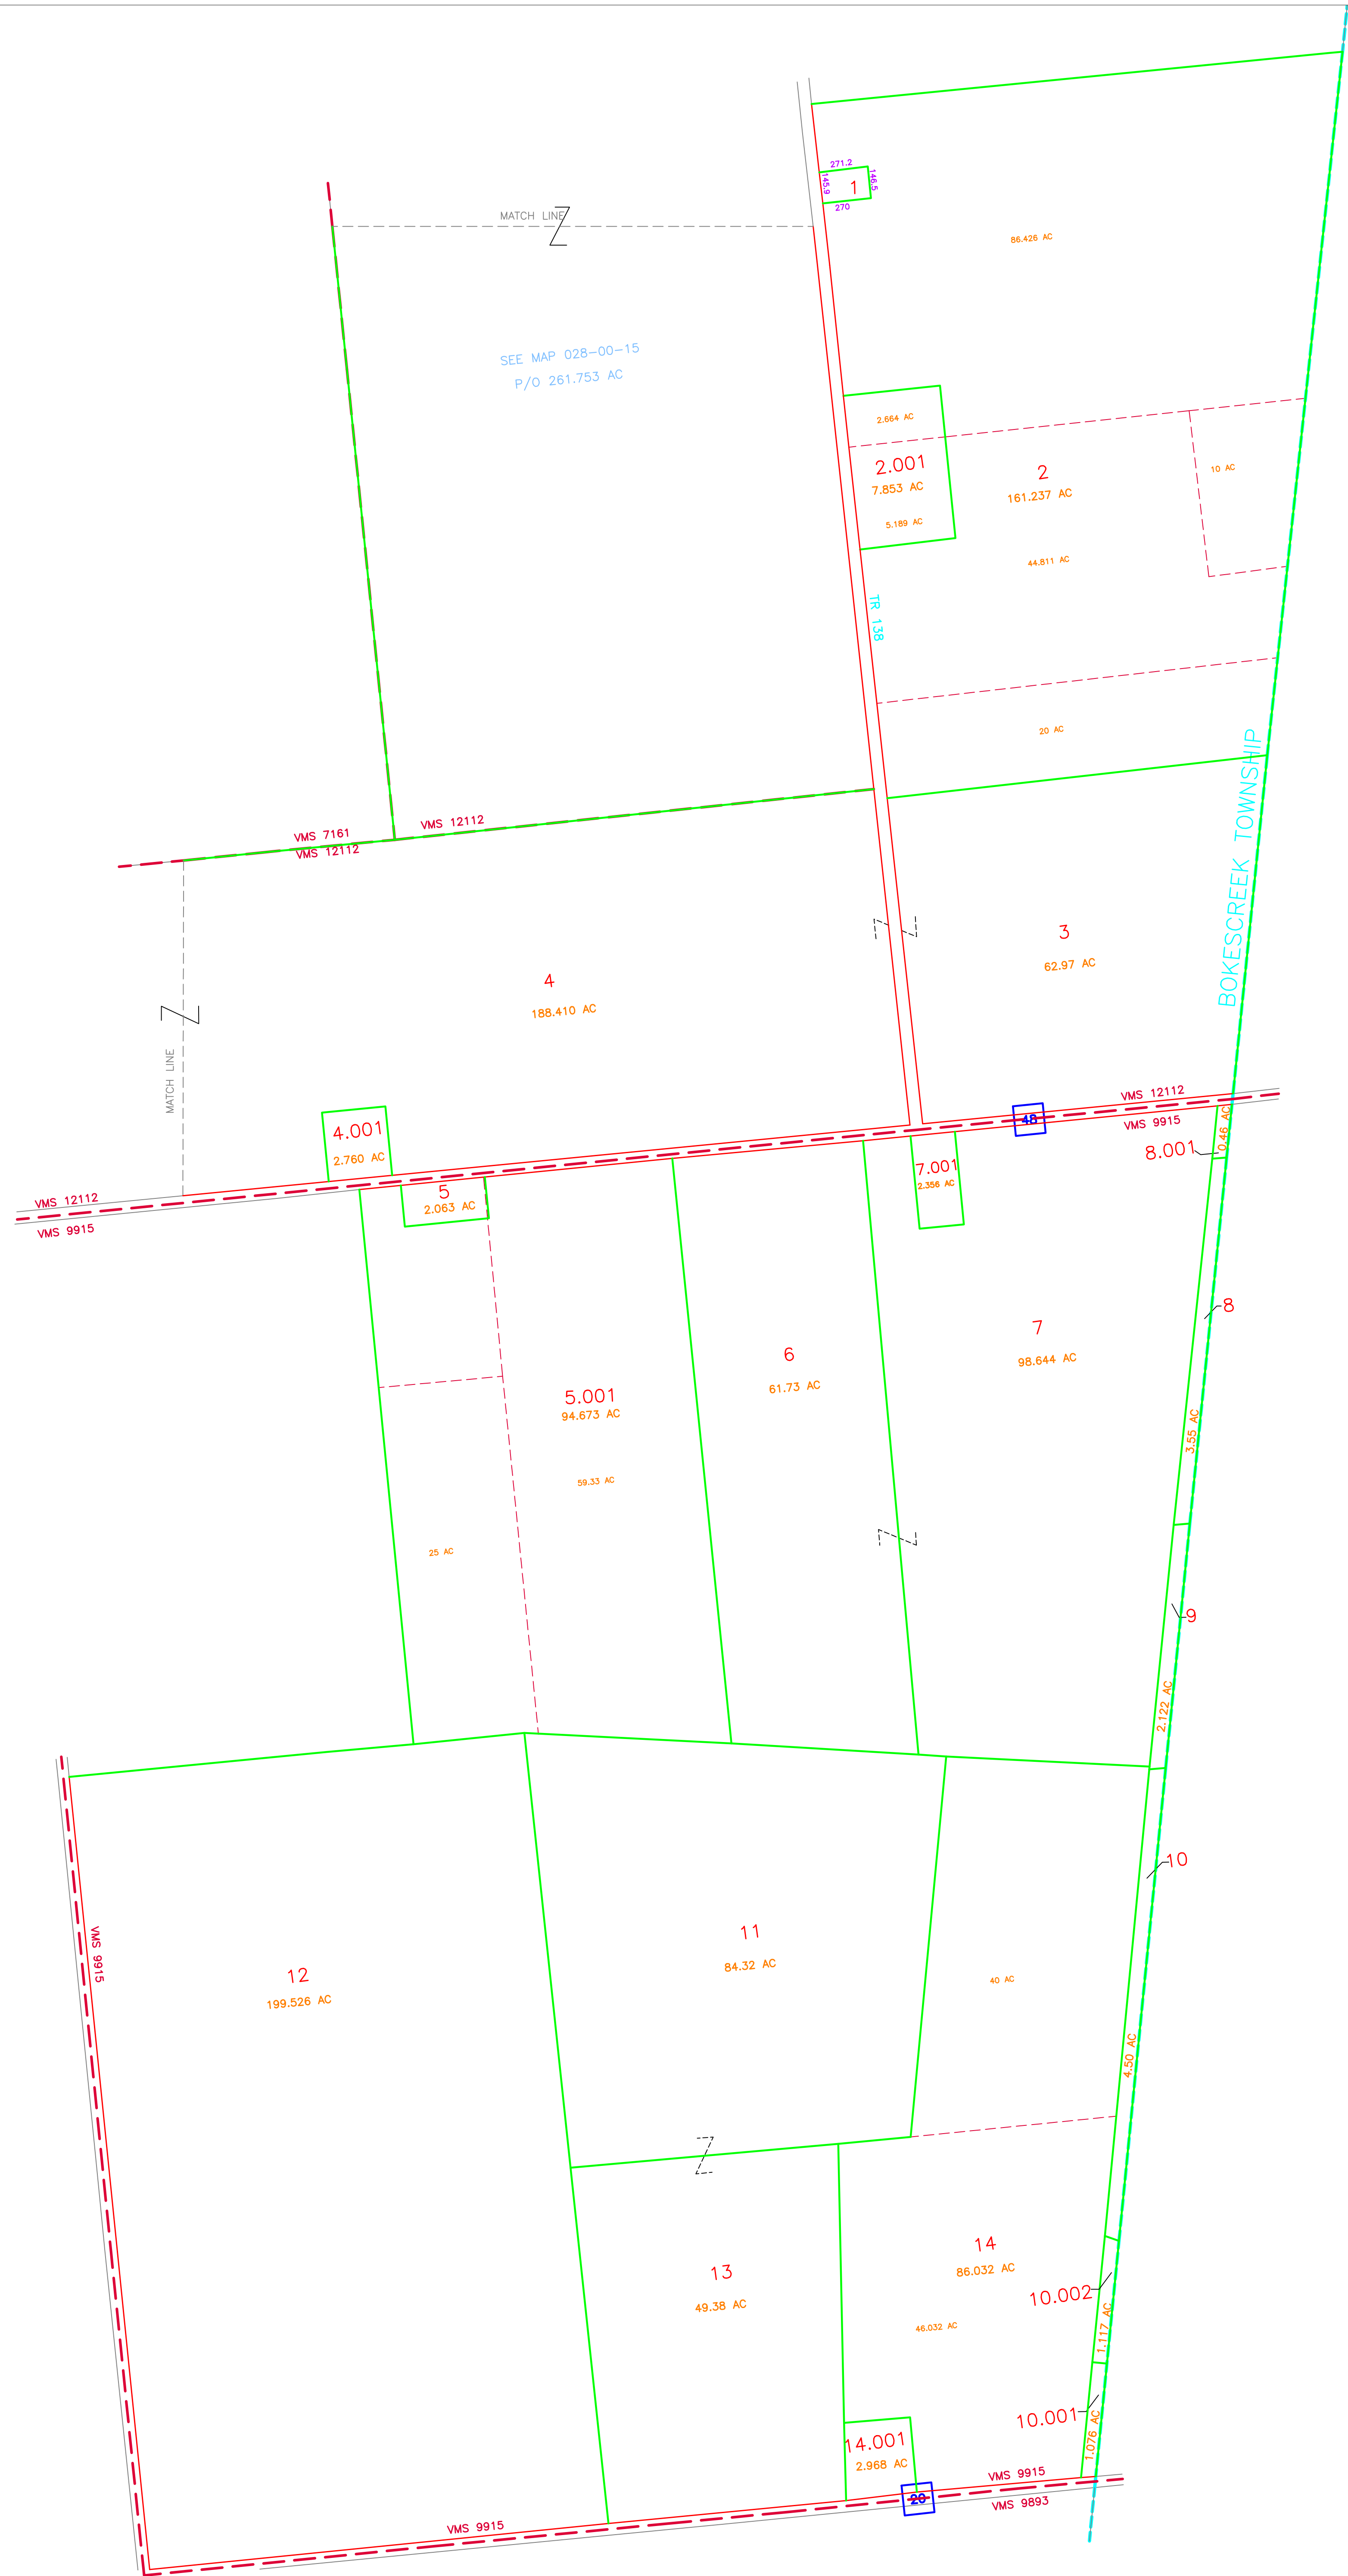 271.2
145.9
1
146.5
270
86.426 AC
MATCH LINE
SEE MAP 028-00-15
P/O 261.753 AC
2.664 AC
2.001
7.853 AC
5.189 AC
2
161.237 AC
10 AC
44.811 AC
TR 138
20 AC
BOKESCREEK TOWNSHIP
VMS 7161
VMS 12112
VMS 12112
3
62.97 AC
4
188.410 AC
MATCH LINE
4.001
2.760 AC
48
VMS 12112
VMS 9915
0.46 AC
8.001
7.001
2.356 AC
5
2.063 AC
VMS 12112
VMS 9915
8
7
98.644 AC
6
61.73 AC
5.001
94.673 AC
3.55 AC
59.33 AC
25 AC
9
2.122 AC
10
11
84.32 AC
VMS 9915
12
199.526 AC
40 AC
4.50 AC
14
86.032 AC
13
49.38 AC
10.002
46.032 AC
1.117 AC
10.001
1.076 AC
14.001
2.968 AC
VMS 9915
20
VMS 9893
VMS 9915